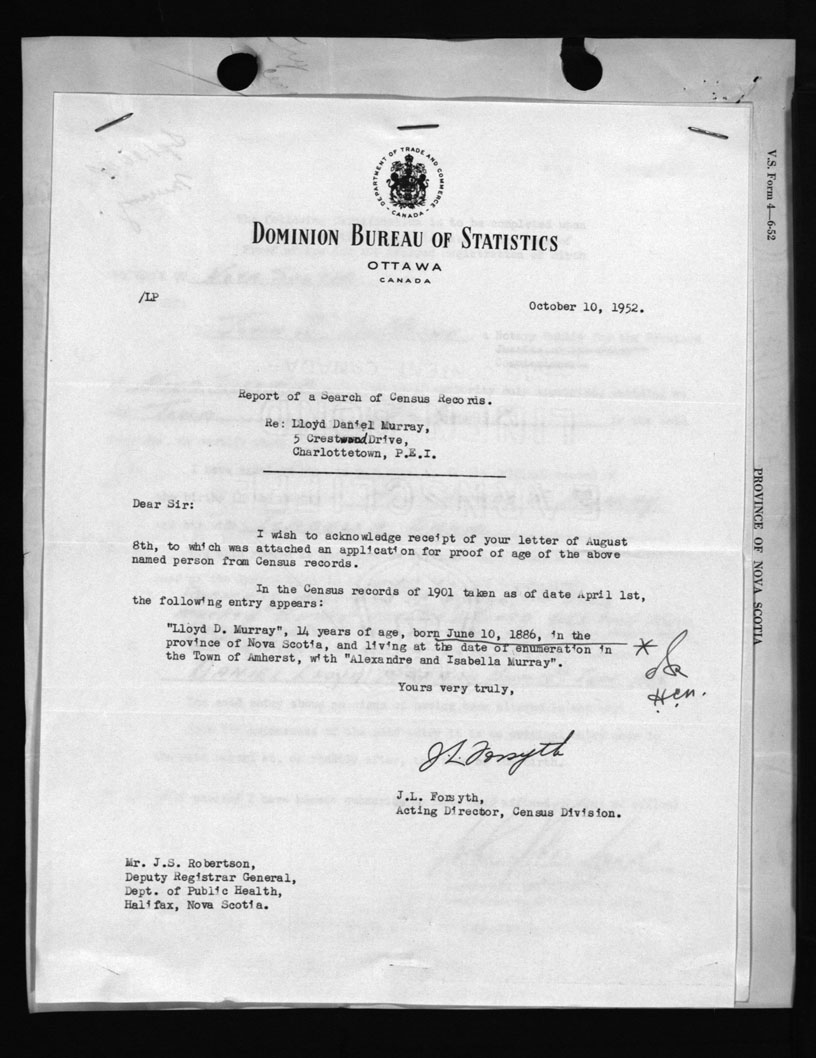 V.S. Form 4—6-52
PROVINCE OF NOVA SCOTIA
DEPARTMENT OF TRADE AND COMMERCE
- CANADA -
DOMINION BUREAU OF STATISTICS
OTTAWA
CANADA
/LP
October 10, 1952.
Report of a Search of Census Records.
Re: Lloyd Daniel Murray,
5 Crestwood Drive,
Charlottetown, P.E.I.
Dear Sir:
I wish to acknowledge receipt of your letter of August
8th, to which was attached an application for proof of age of the above
named person from Census records.
In the Census records of 1901 taken as of date April 1st,
the following entry appears:
"Lloyd D. Murray", 14 years of age, born June 10, 1886, in the
province of Nova Scotia, and living at the date of enumeration in
the Town of Amherst, with "Alexandre and Isabella Murray".
*
Yours very truly,
J L Forsyth
J.L. Forsyth,
Acting Director, Census Division.
Mr. J.S. Robertson,
Deputy Registrar General,
Dept. of Public Health,
Halifax, Nova Scotia.